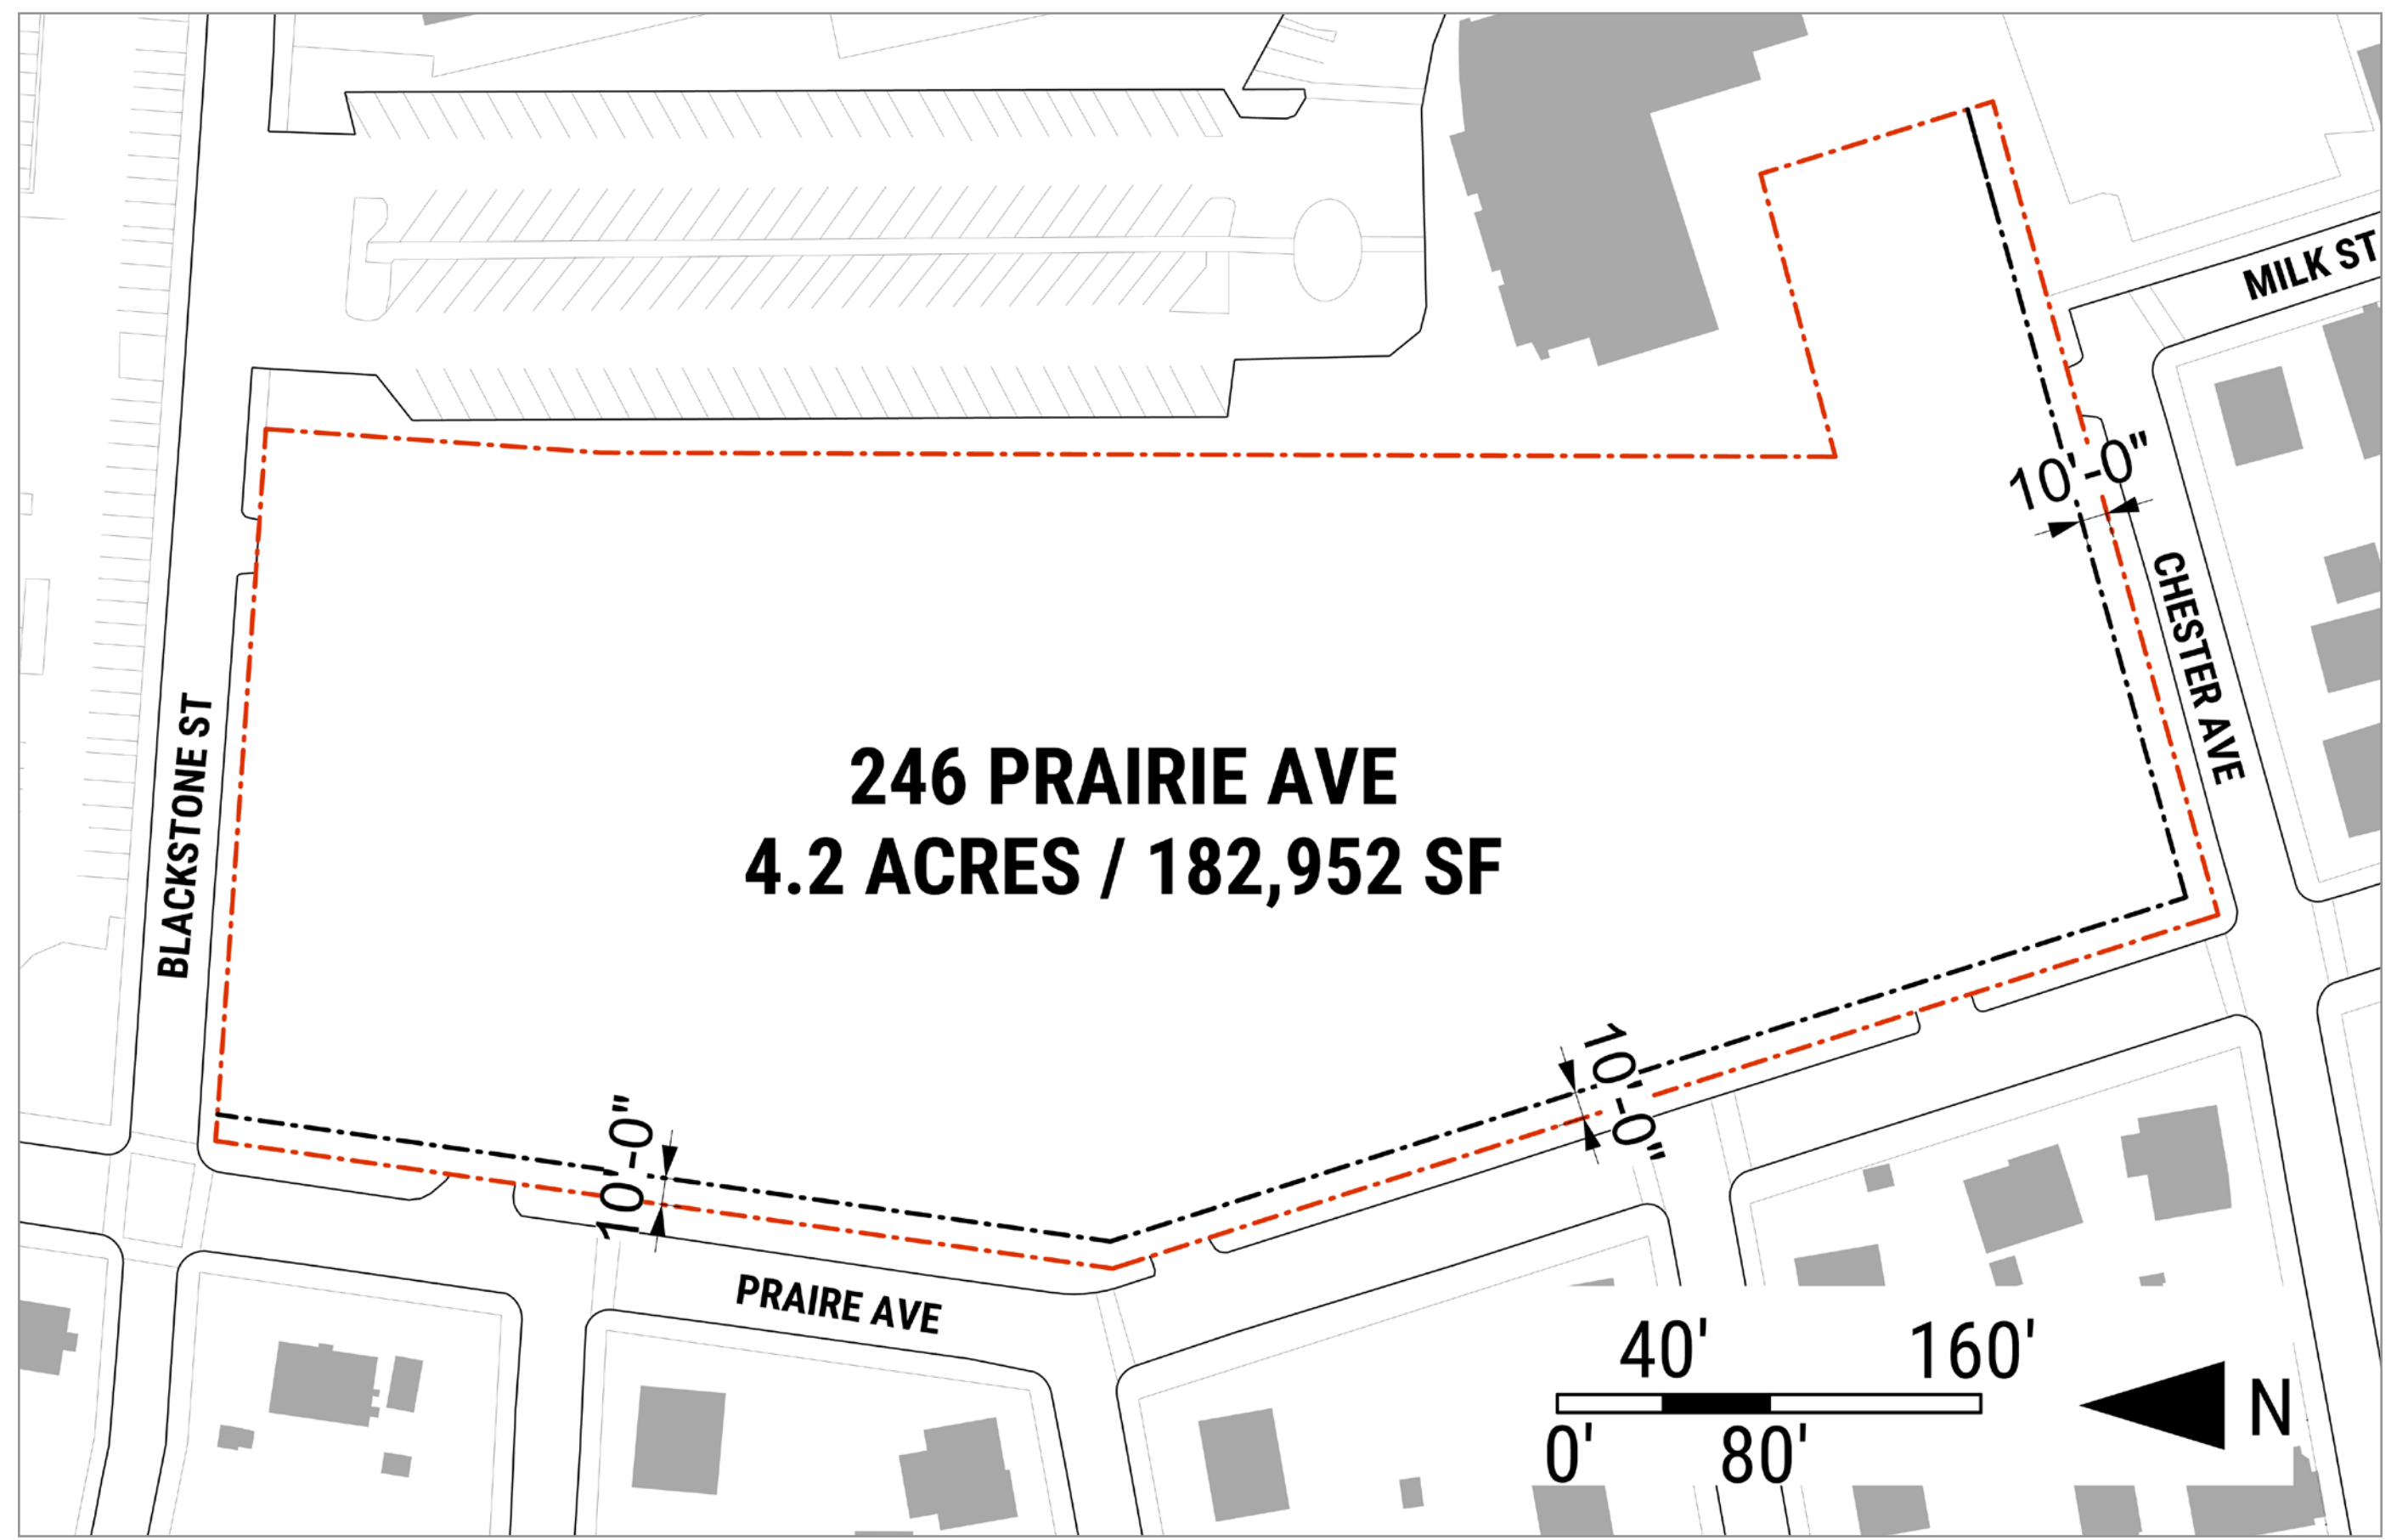 MILK ST
10'-0"
CHESTER AVE
BLACKSTONE ST
246 PRAIRIE AVE
4.2 ACRES / 182,952 SF
10'-0"
10'-0"
PRAIRE AVE
40' 160'
0' 80'
N